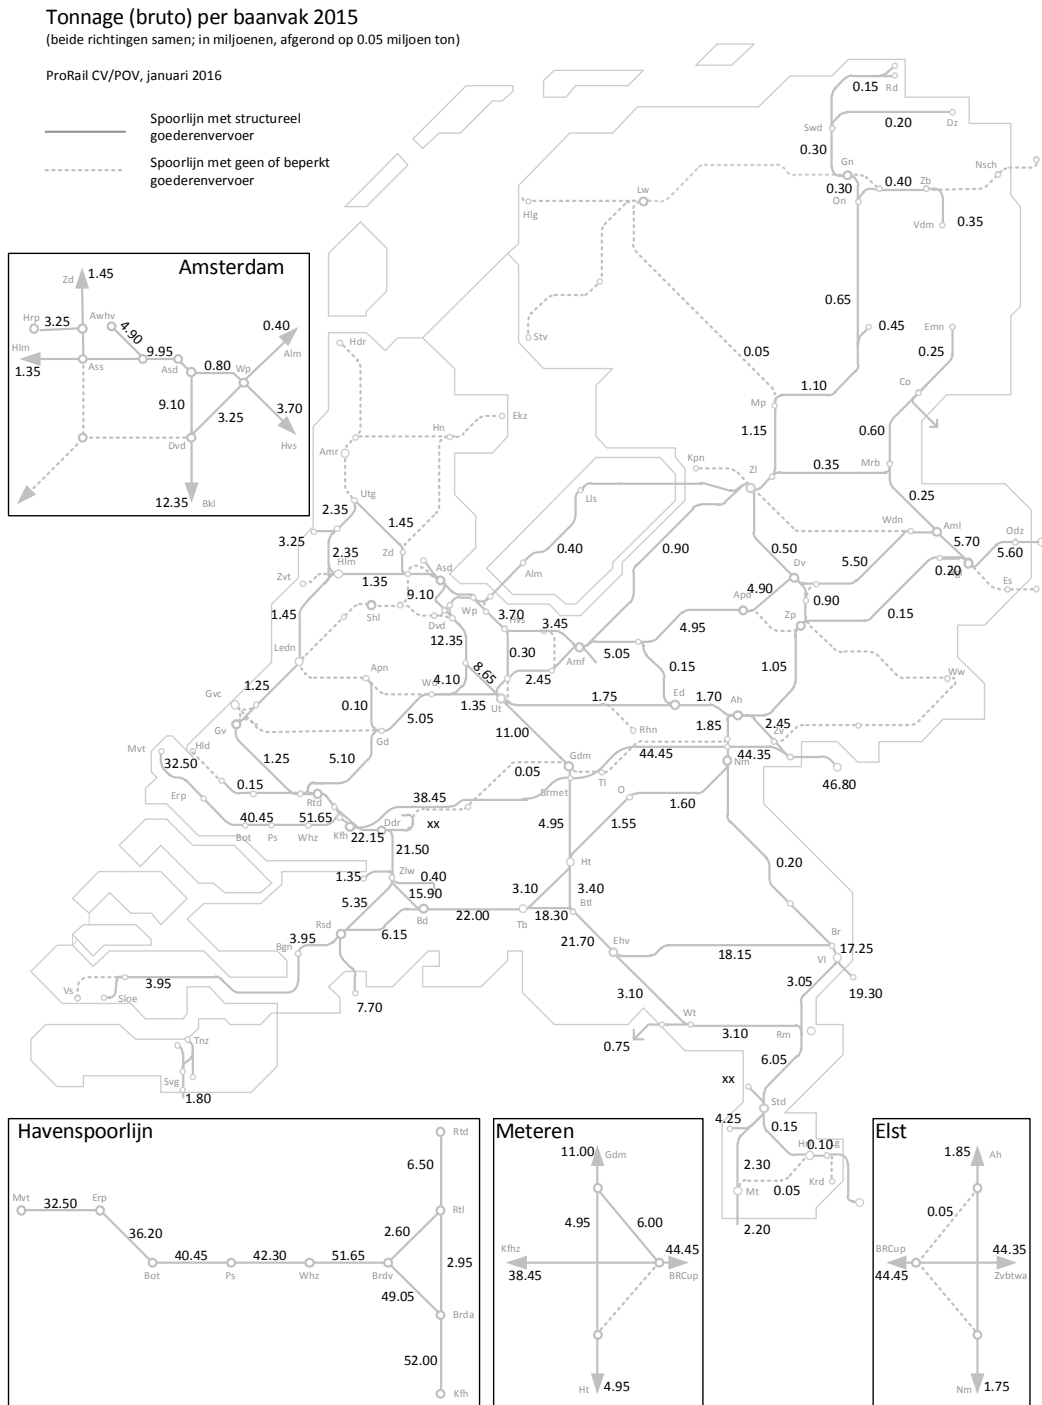 Tonnage (bruto) per baanvak 2015
(beide richtingen samen; in miljoenen, afgerond op 0.05 miljoen ton)
ProRail CV/POV, januari 2016
Spoorlijn met structureel
goederenvervoer
Spoorlijn met geen of beperkt
goederenvervoer
0.15
Rd
0.20
Swd
Dz
0.30
Gn
Nsch
0.30
0.40
Zb
On
Lw
Hlg
Vdm
0.35
0.65
0.45
Emn
0.25
Stv
Hdr
0.05
1.10
Co
Mp
Ekz
Hn
1.15
0.60
Amr
Kpn
Zl
0.35
Mrb
Utg
Lls
0.25
2.35
1.45
Wdn
Aml
3.25
5.70
Odz
2.35
Zd
0.40
0.90
0.50
5.50
5.60
Hlm
Asd
Alm
Dv
0.20
Zvt
1.35
9.10
4.90
Es
Apd
0.90
1.45
Shl
Wp
3.70
Zp
0.15
Dvd
Hvs
3.45
4.95
12.35
Ledn
0.30
Amf
5.05
Apn
8.65
2.45
0.15
1.05
Ww
1.25
Wd
4.10
Gvc
0.10
1.35
Ut
1.75
Ed
1.70
Ah
5.05
1.85
2.45
Gv
Gd
11.00
Rhn
Zv
Mvt
Hld
1.25
5.10
44.45
44.35
32.50
Gdm
Nm
0.05
Tl
46.80
0.15
Brmet
Erp
Rtd
38.45
O
1.60
40.45
51.65
Ddr
xx
4.95
1.55
Bot
Ps
Whz
Kfh
22.15
21.50
Ht
0.20
1.35
Zlw
0.40
3.10
3.40
15.90
5.35
Btl
Rsd
Bd
22.00
Tb
18.30
6.15
Br
3.95
21.70
Ehv
17.25
Bgn
18.15
Vl
3.95
3.05
Vs
Sloe
3.10
19.30
7.70
Wt
3.10
Rm
Tnz
0.75
6.05
Svg
xx
1.80
Std
4.25
0.15
0.10
2.30
0.05
Krd
Mt
2.20
Amsterdam
Zd
1.45
Hrp
3.25
Awhv
4.90
0.40
Hlm
9.95
Alm
1.35
Ass
Asd
0.80
Wp
9.10
3.25
3.70
Dvd
Hvs
12.35
Bkl
Havenspoorlijn
Rtd
6.50
Mvt
32.50
Erp
Rtl
36.20
2.60
40.45
42.30
51.65
2.95
Bot
Ps
Whz
Brdv
49.05
Brda
52.00
Kfh
Meteren
11.00
Gdm
4.95
6.00
Kfhz
44.45
38.45
BRCup
Ht
4.95
Elst
1.85
Ah
0.05
BRCup
44.35
44.45
Zvbtwa
Nm
1.75